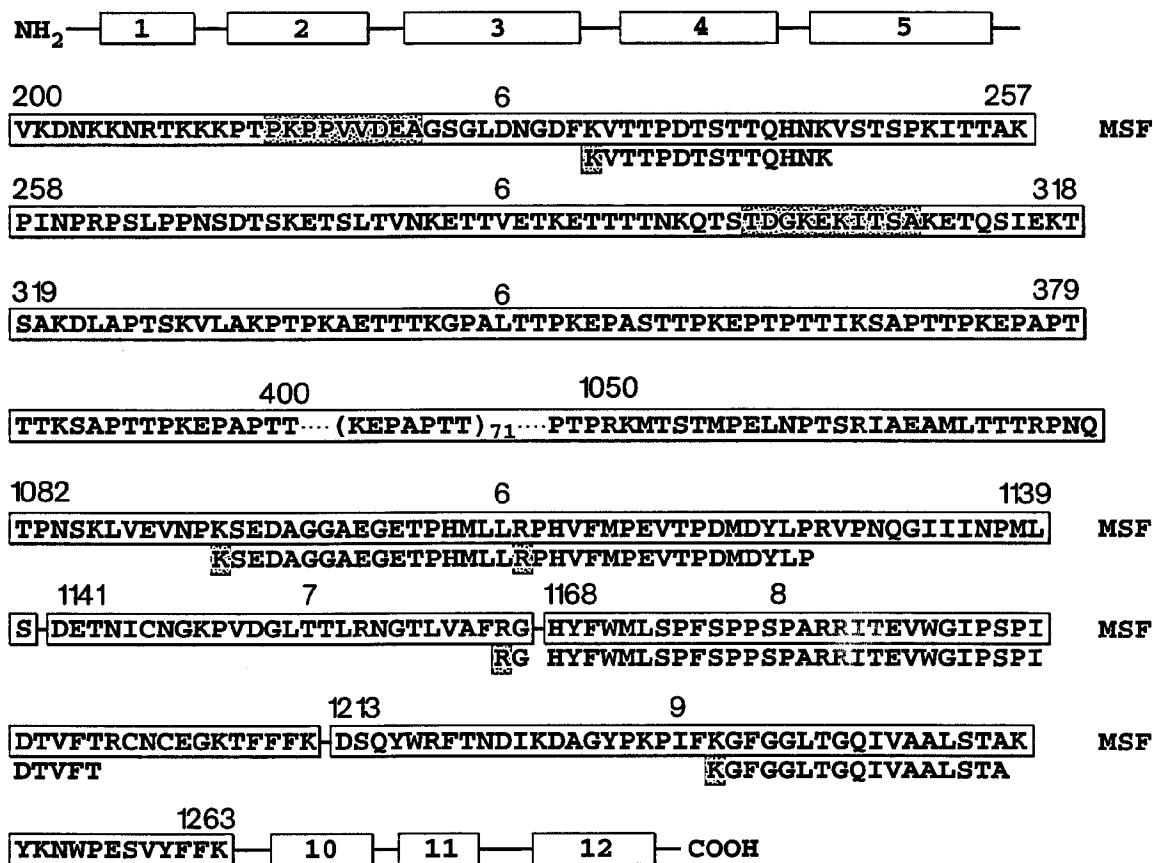 NH2 1 2 3 4 5
200 6 257
VKDNKKNRTKKKPTPKPPVVDEAGSGLDNGDFKVTTPDTSTTQHNKVSTSPKITTAK MSF
KVTTPDTSTTQHNK
258 6 318
PINPRPSLPPNSDTSKETSLTVNKETTVETKETTTTNKQTSTDGKEKITSAKETQSIEKT
319 6 379
SAKDLAPTSKVLAKPTPKAETTTKGPALTTPKEPASTTPKEPTPTTIKSAPTTPKEPAPT
400 1050
TTKSAPTTPKEPAPTT····(KEPAPTT)71····PTPRKMTSTMPELNPTSRIAEAMLTTTTRPNQ
1082 6 1139
TPNSKLVEVNPKSEDAGGAEGETPHMLLRPHVFMPEVTPDMDYLPRVPNQGIIINPML MSF
KSEDAGGAEGETPHMLLRPHVFMPEVTPDMDYLP
1141 7 1168 8
S DETNICNGKPVDGLTTLRNGTLVAFRG HYFWMLSPFSPPSPARRITEVWGIPSPI MSF
RG HYFWMLSPFSPPSPARRITEVWGIPSPI
1213 9
DTVFTRCNCEGKTFFFK DSQYWRFTNDIKDAGYPKPIFKGFGGLTGQIVAALSTAK MSF
DTVFT KGFGGLTGQIVAALSTA
1263
YKNWPESVYFFK 10 11 12 COOH